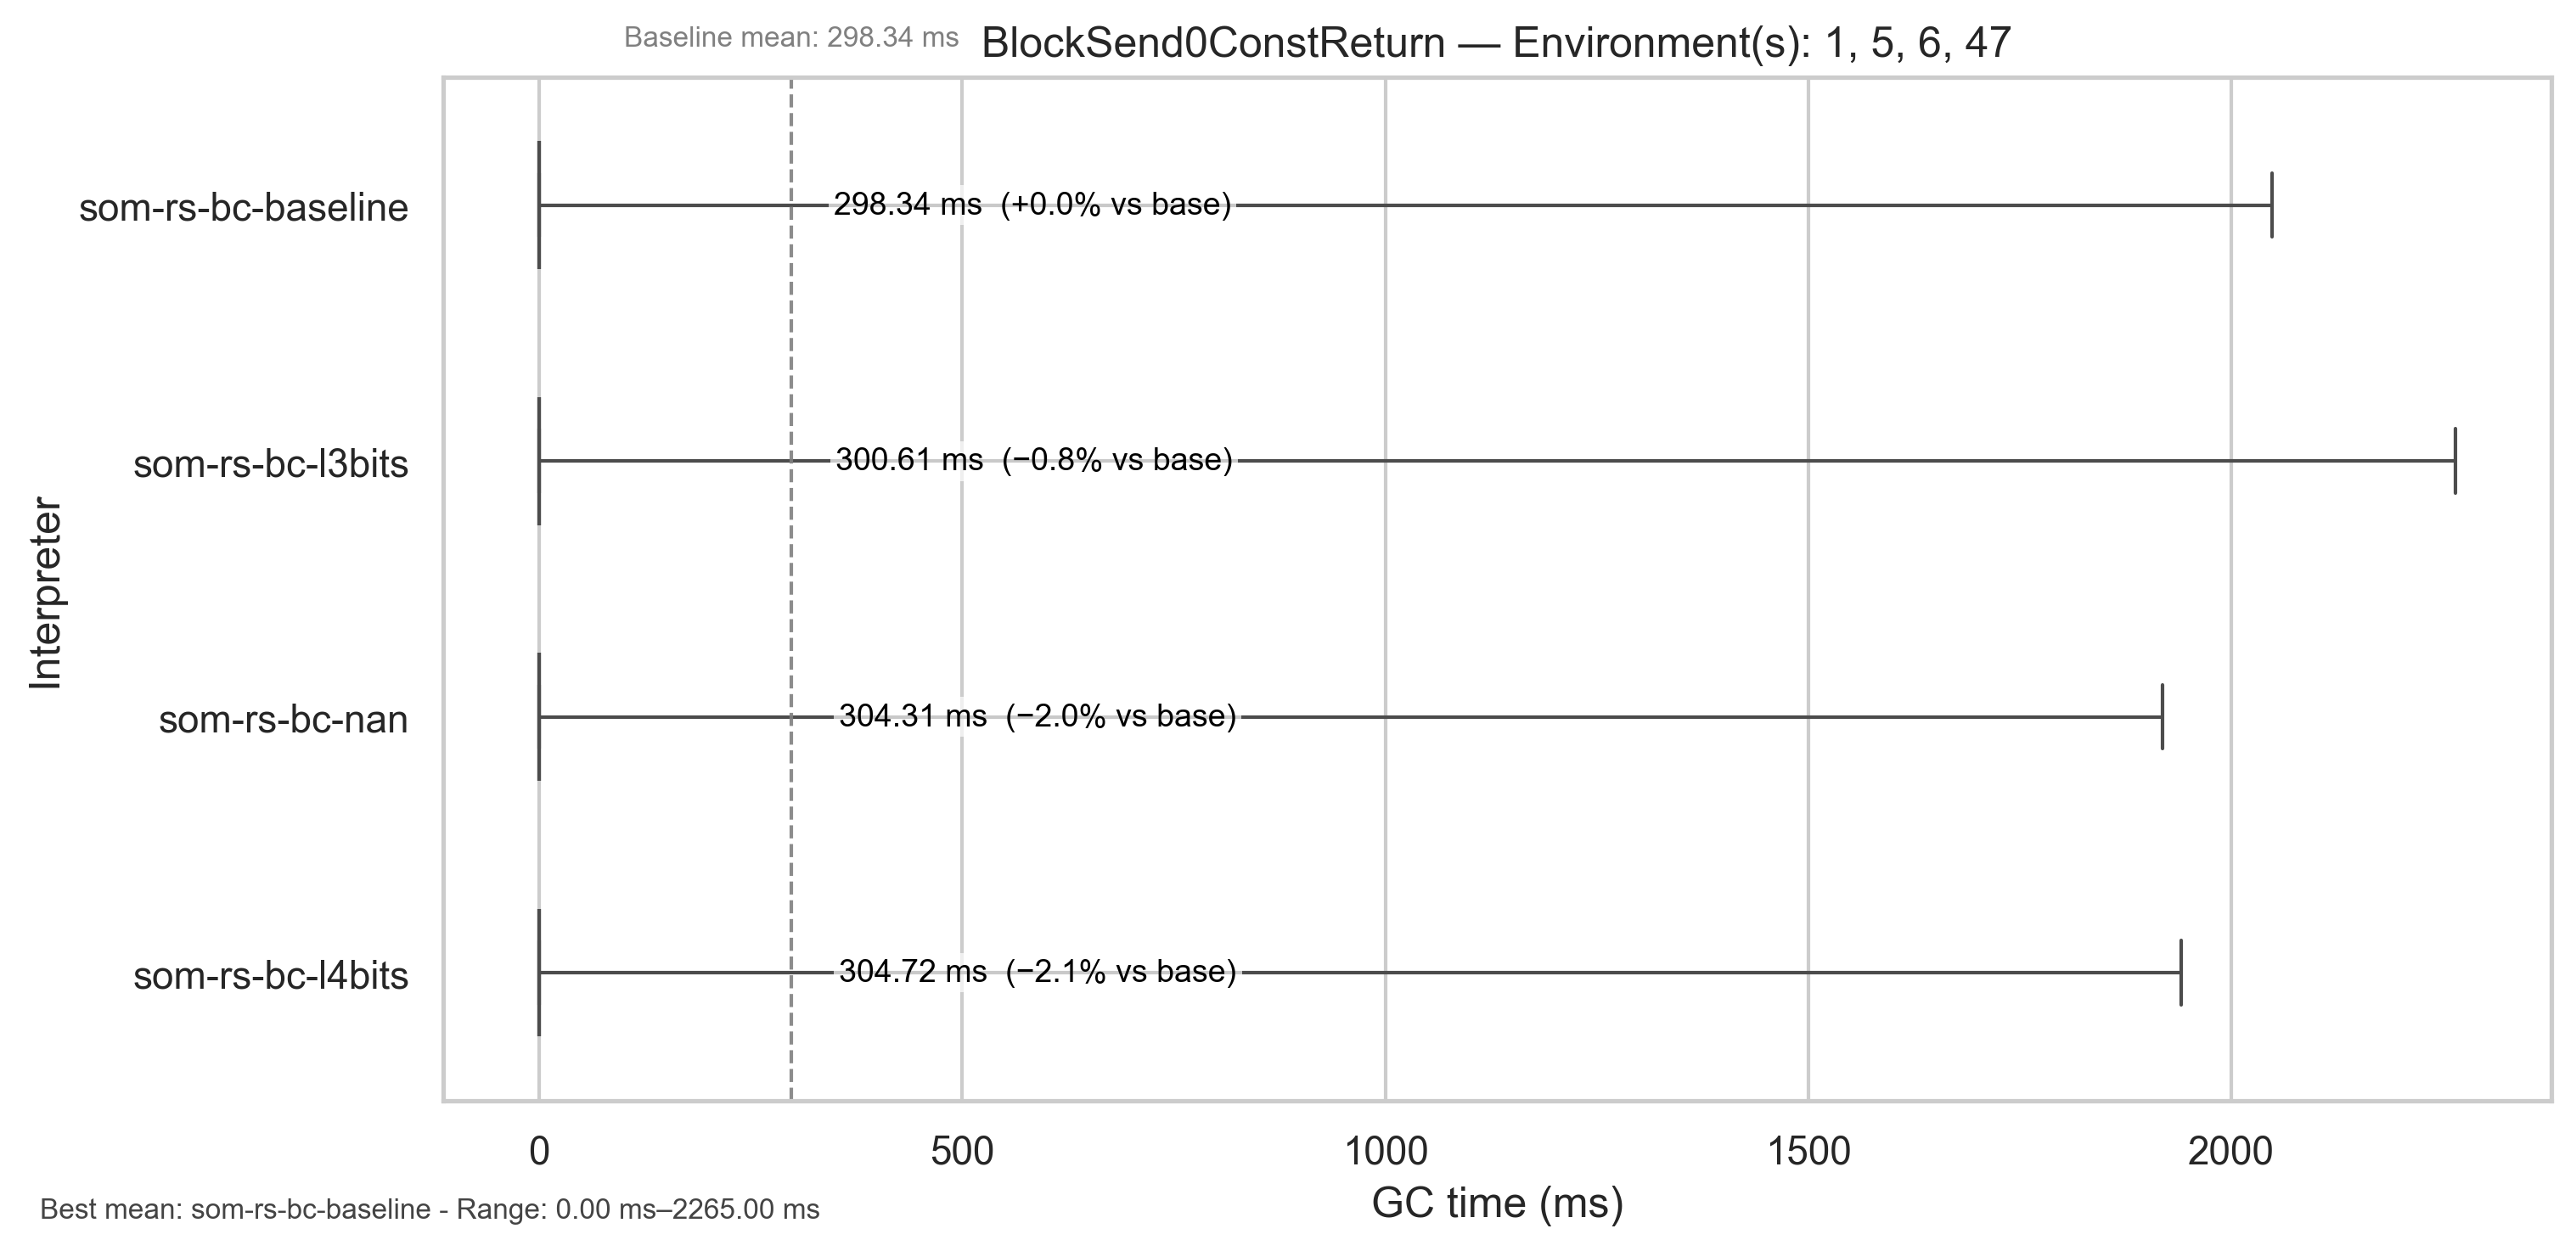 Baseline mean: 298.34 ms
BlockSend0ConstReturn — Environment(s): 1, 5, 6, 47
Interpreter
som-rs-bc-baseline
298.34 ms  (+0.0% vs base)
som-rs-bc-l3bits
300.61 ms  (−0.8% vs base)
som-rs-bc-nan
304.31 ms  (−2.0% vs base)
som-rs-bc-l4bits
304.72 ms  (−2.1% vs base)
0 500 1000 1500 2000
GC time (ms)
Best mean: som-rs-bc-baseline - Range: 0.00 ms–2265.00 ms